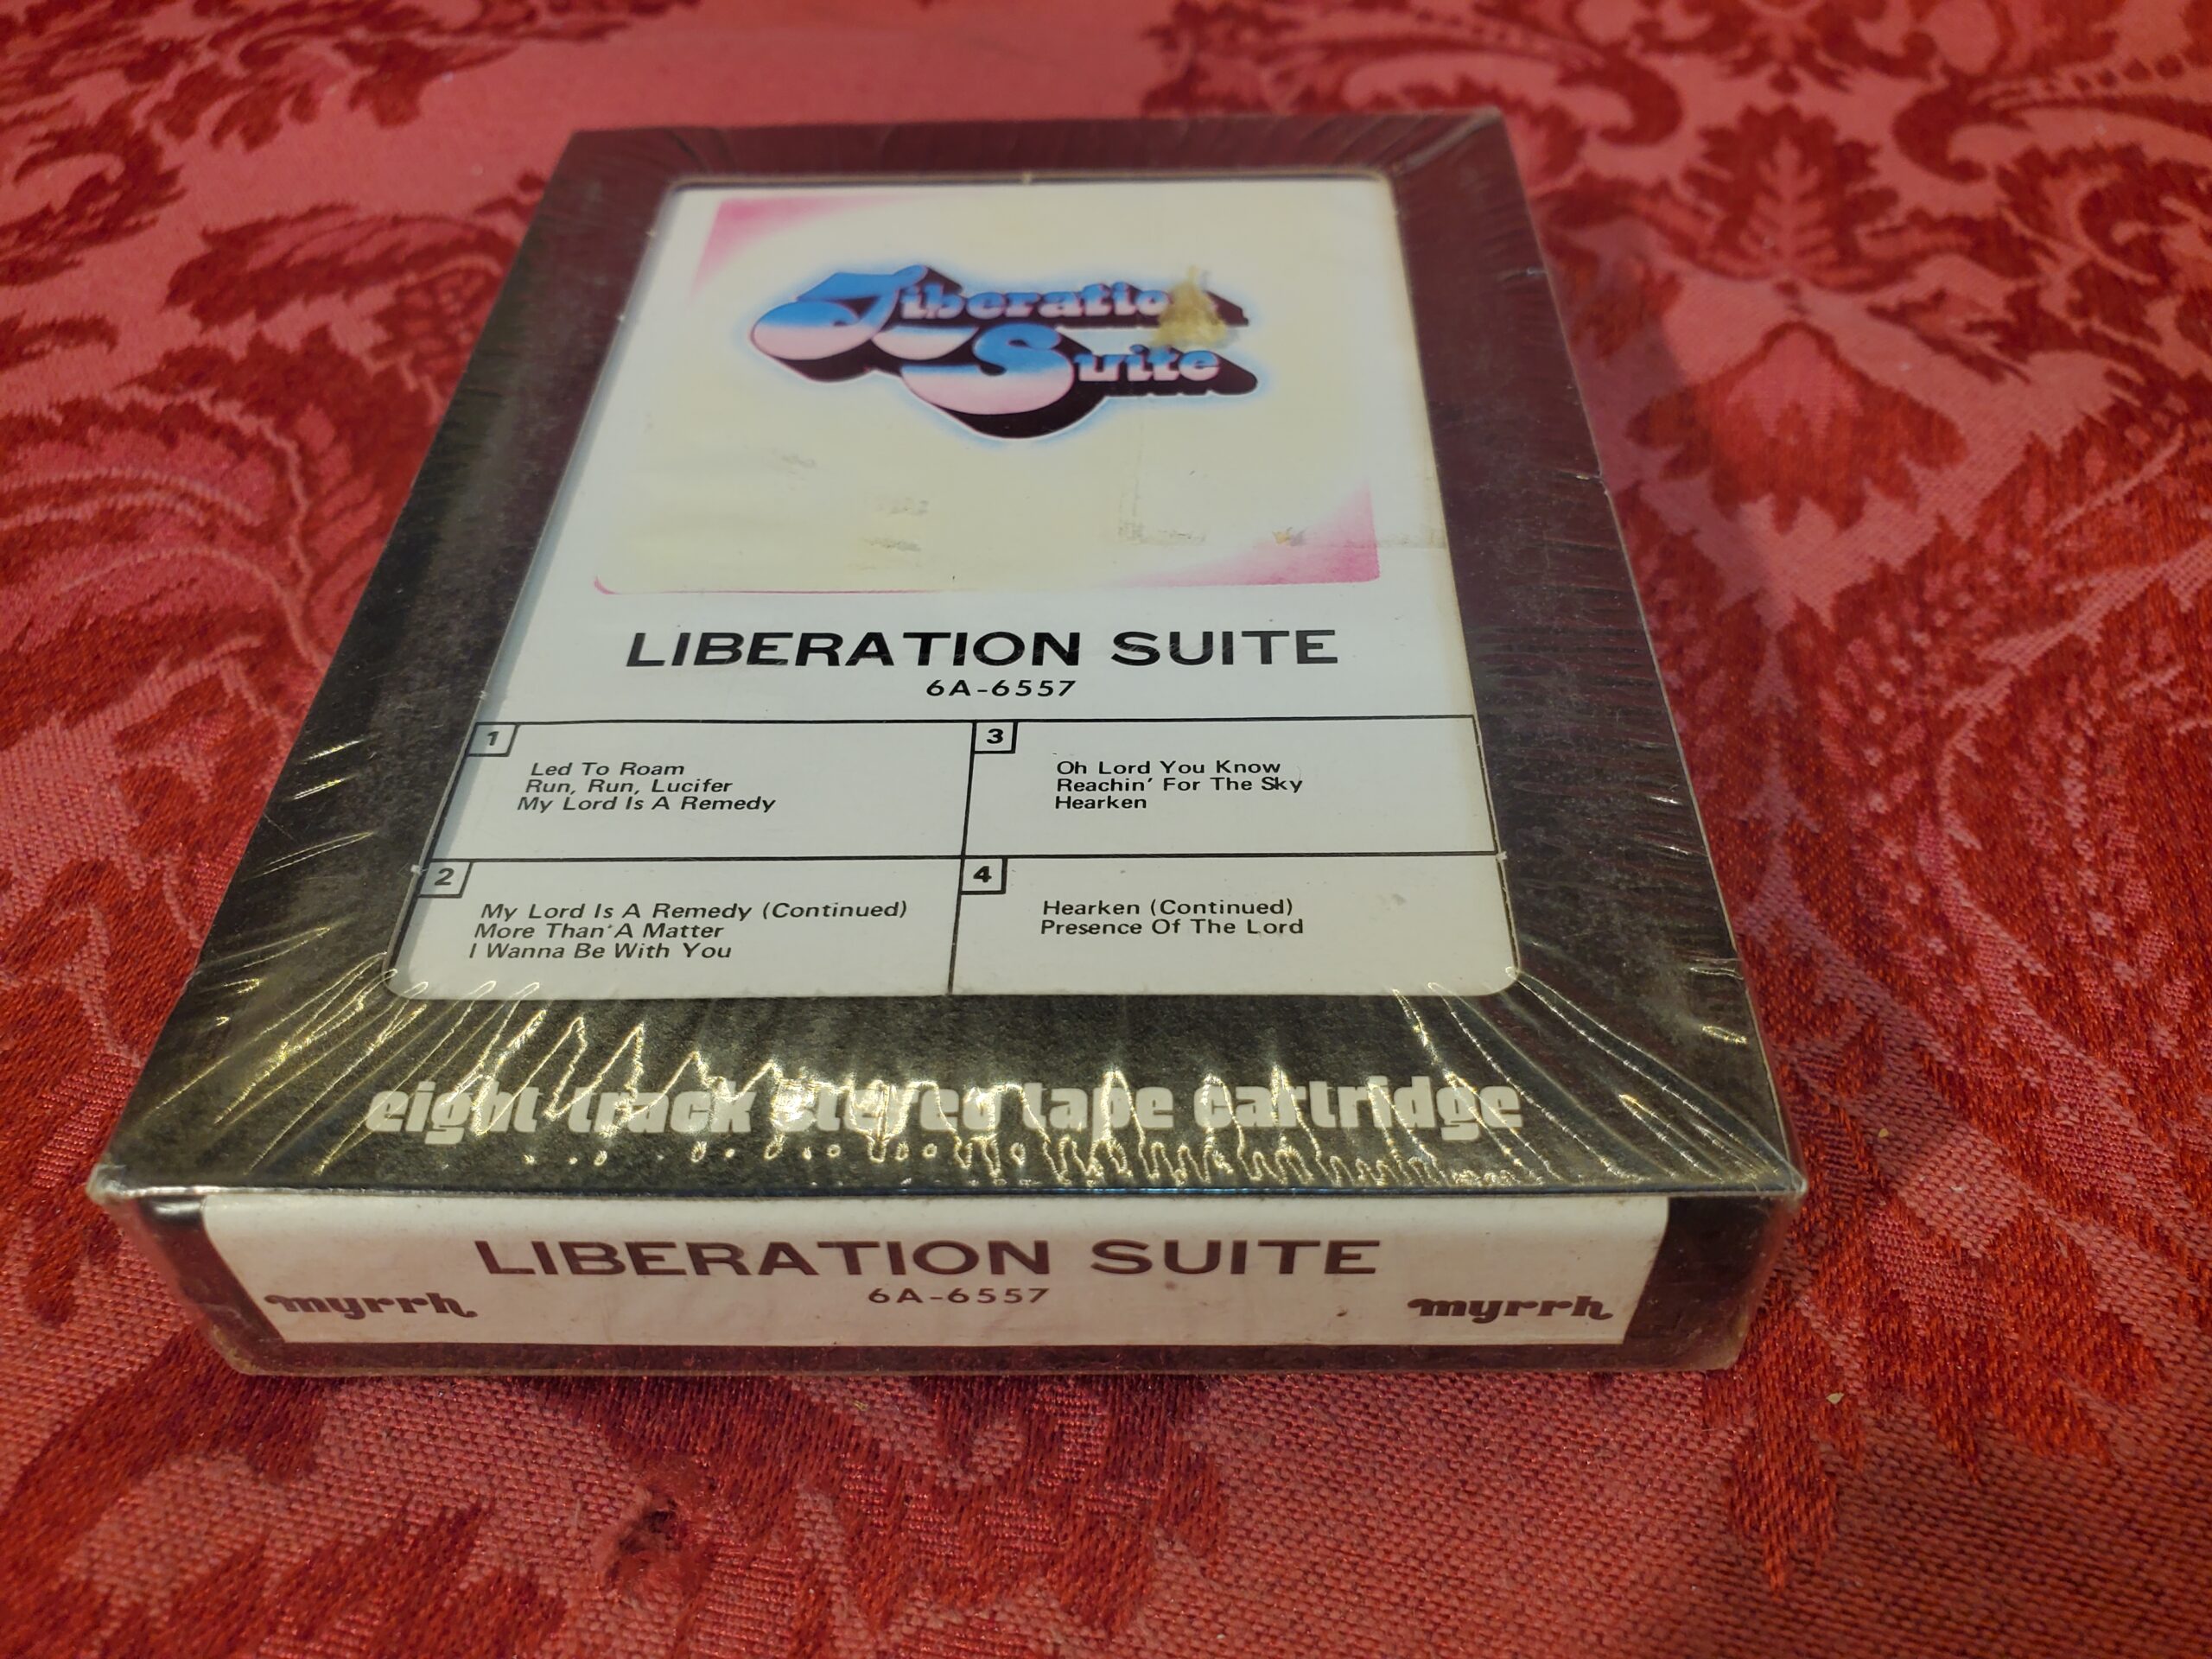 Liberation
Suite
LIBERATION SUITE
6A-6557
1
Led To Roam
Run, Run, Lucifer
My Lord Is A Remedy
2
My Lord Is A Remedy (Continued)
More Than A Matter
I Wanna Be With You
3
Oh Lord You Know
Reachin' For The Sky
Hearken
4
Hearken (Continued)
Presence Of The Lord
eight track stereo tape cartridge
LIBERATION SUITE
6A-6557
myrrh
myrrh